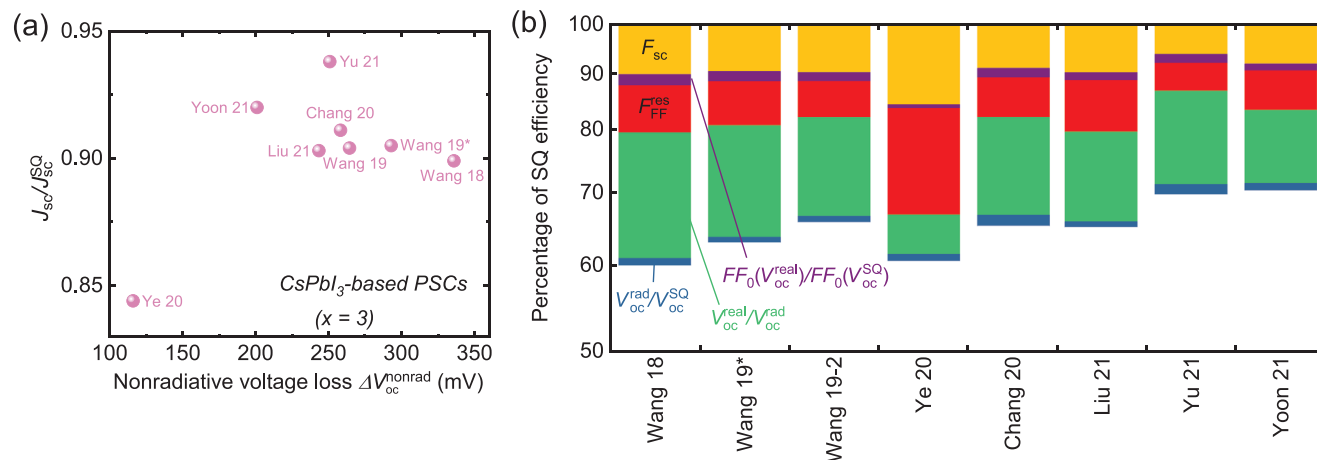 (a)
0.95
0.90
0.85
J_sc/J_sc^SQ
Yu 21
Yoon 21
Chang 20
Liu 21
Wang 19
Wang 19*
Wang 18
Ye 20
CsPbI₃-based PSCs
(x = 3)
100 150 200 250 300 350
Nonradiative voltage loss ΔV_oc^nonrad (mV)
(b)
100
90
80
70
60
50
Percentage of SQ efficiency
F_sc
F_FF^res
FF₀(V_oc^real)/FF₀(V_oc^SQ)
V_oc^rad/V_oc^SQ
V_oc^real/V_oc^rad
Wang 18
Wang 19*
Wang 19-2
Ye 20
Chang 20
Liu 21
Yu 21
Yoon 21